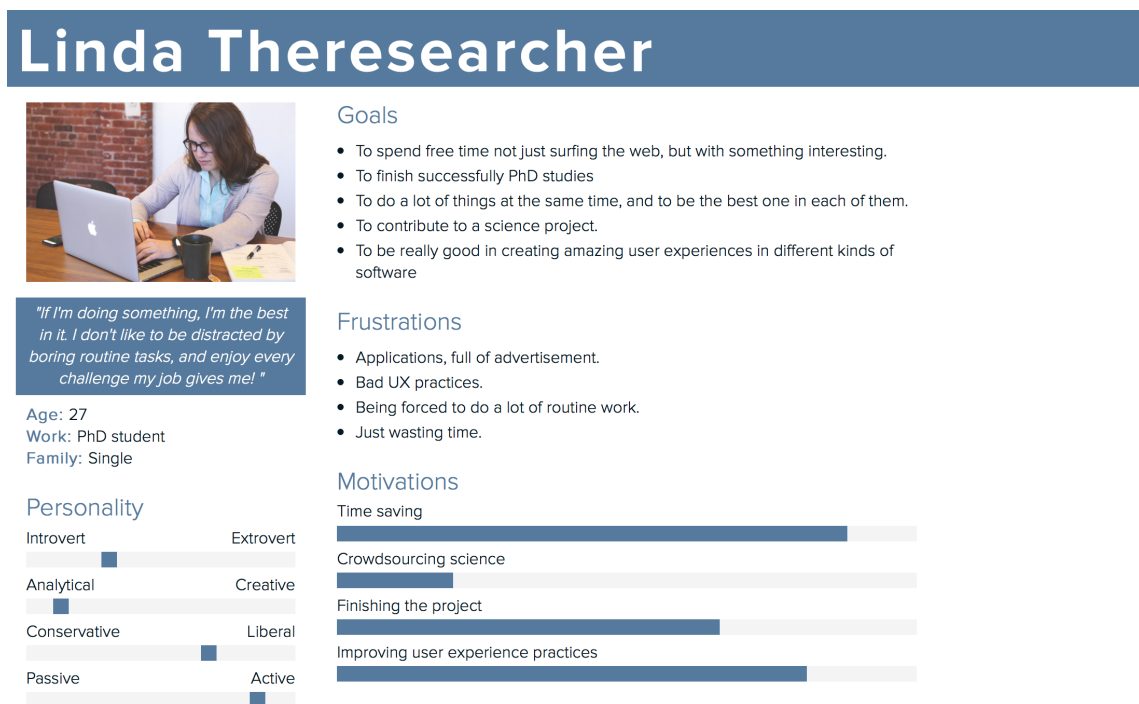 Linda Theresearcher
"If I'm doing something, I'm the best
in it. I don't like to be distracted by
boring routine tasks, and enjoy every
challenge my job gives me! "
Age: 27
Work: PhD student
Family: Single
Personality
Introvert Extrovert
Analytical Creative
Conservative Liberal
Passive Active
Goals
To spend free time not just surfing the web, but with something interesting.
To finish successfully PhD studies
To do a lot of things at the same time, and to be the best one in each of them.
To contribute to a science project.
To be really good in creating amazing user experiences in different kinds of
software
Frustrations
Applications, full of advertisement.
Bad UX practices.
Being forced to do a lot of routine work.
Just wasting time.
Motivations
Time saving
Crowdsourcing science
Finishing the project
Improving user experience practices